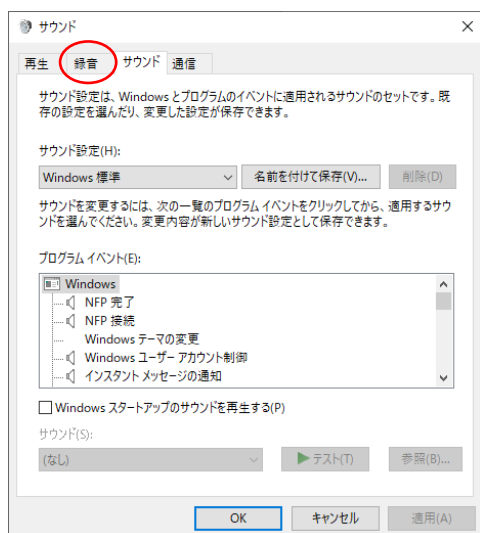 サウンド
再生 録音 サウンド 通信
サウンド設定は、Windows とプログラムのイベントに適用されるサウンドのセットです。既
存の設定を選んだり、変更した設定が保存できます。
サウンド設定(H):
Windows 標準 名前を付けて保存(V)... 削除(D)
サウンドを変更するには、次の一覧のプログラム イベントをクリックしてから、適用するサウ
ンドを選んでください。変更内容が新しいサウンド設定として保存できます。
プログラム イベント(E):
Windows
NFP 完了
NFP 接続
Windows テーマの変更
Windows ユーザー アカウント制御
インスタント メッセージの通知
Windows スタートアップのサウンドを再生する(P)
サウンド(S):
(なし) テスト(T) 参照(B)...
OK キャンセル 適用(A)